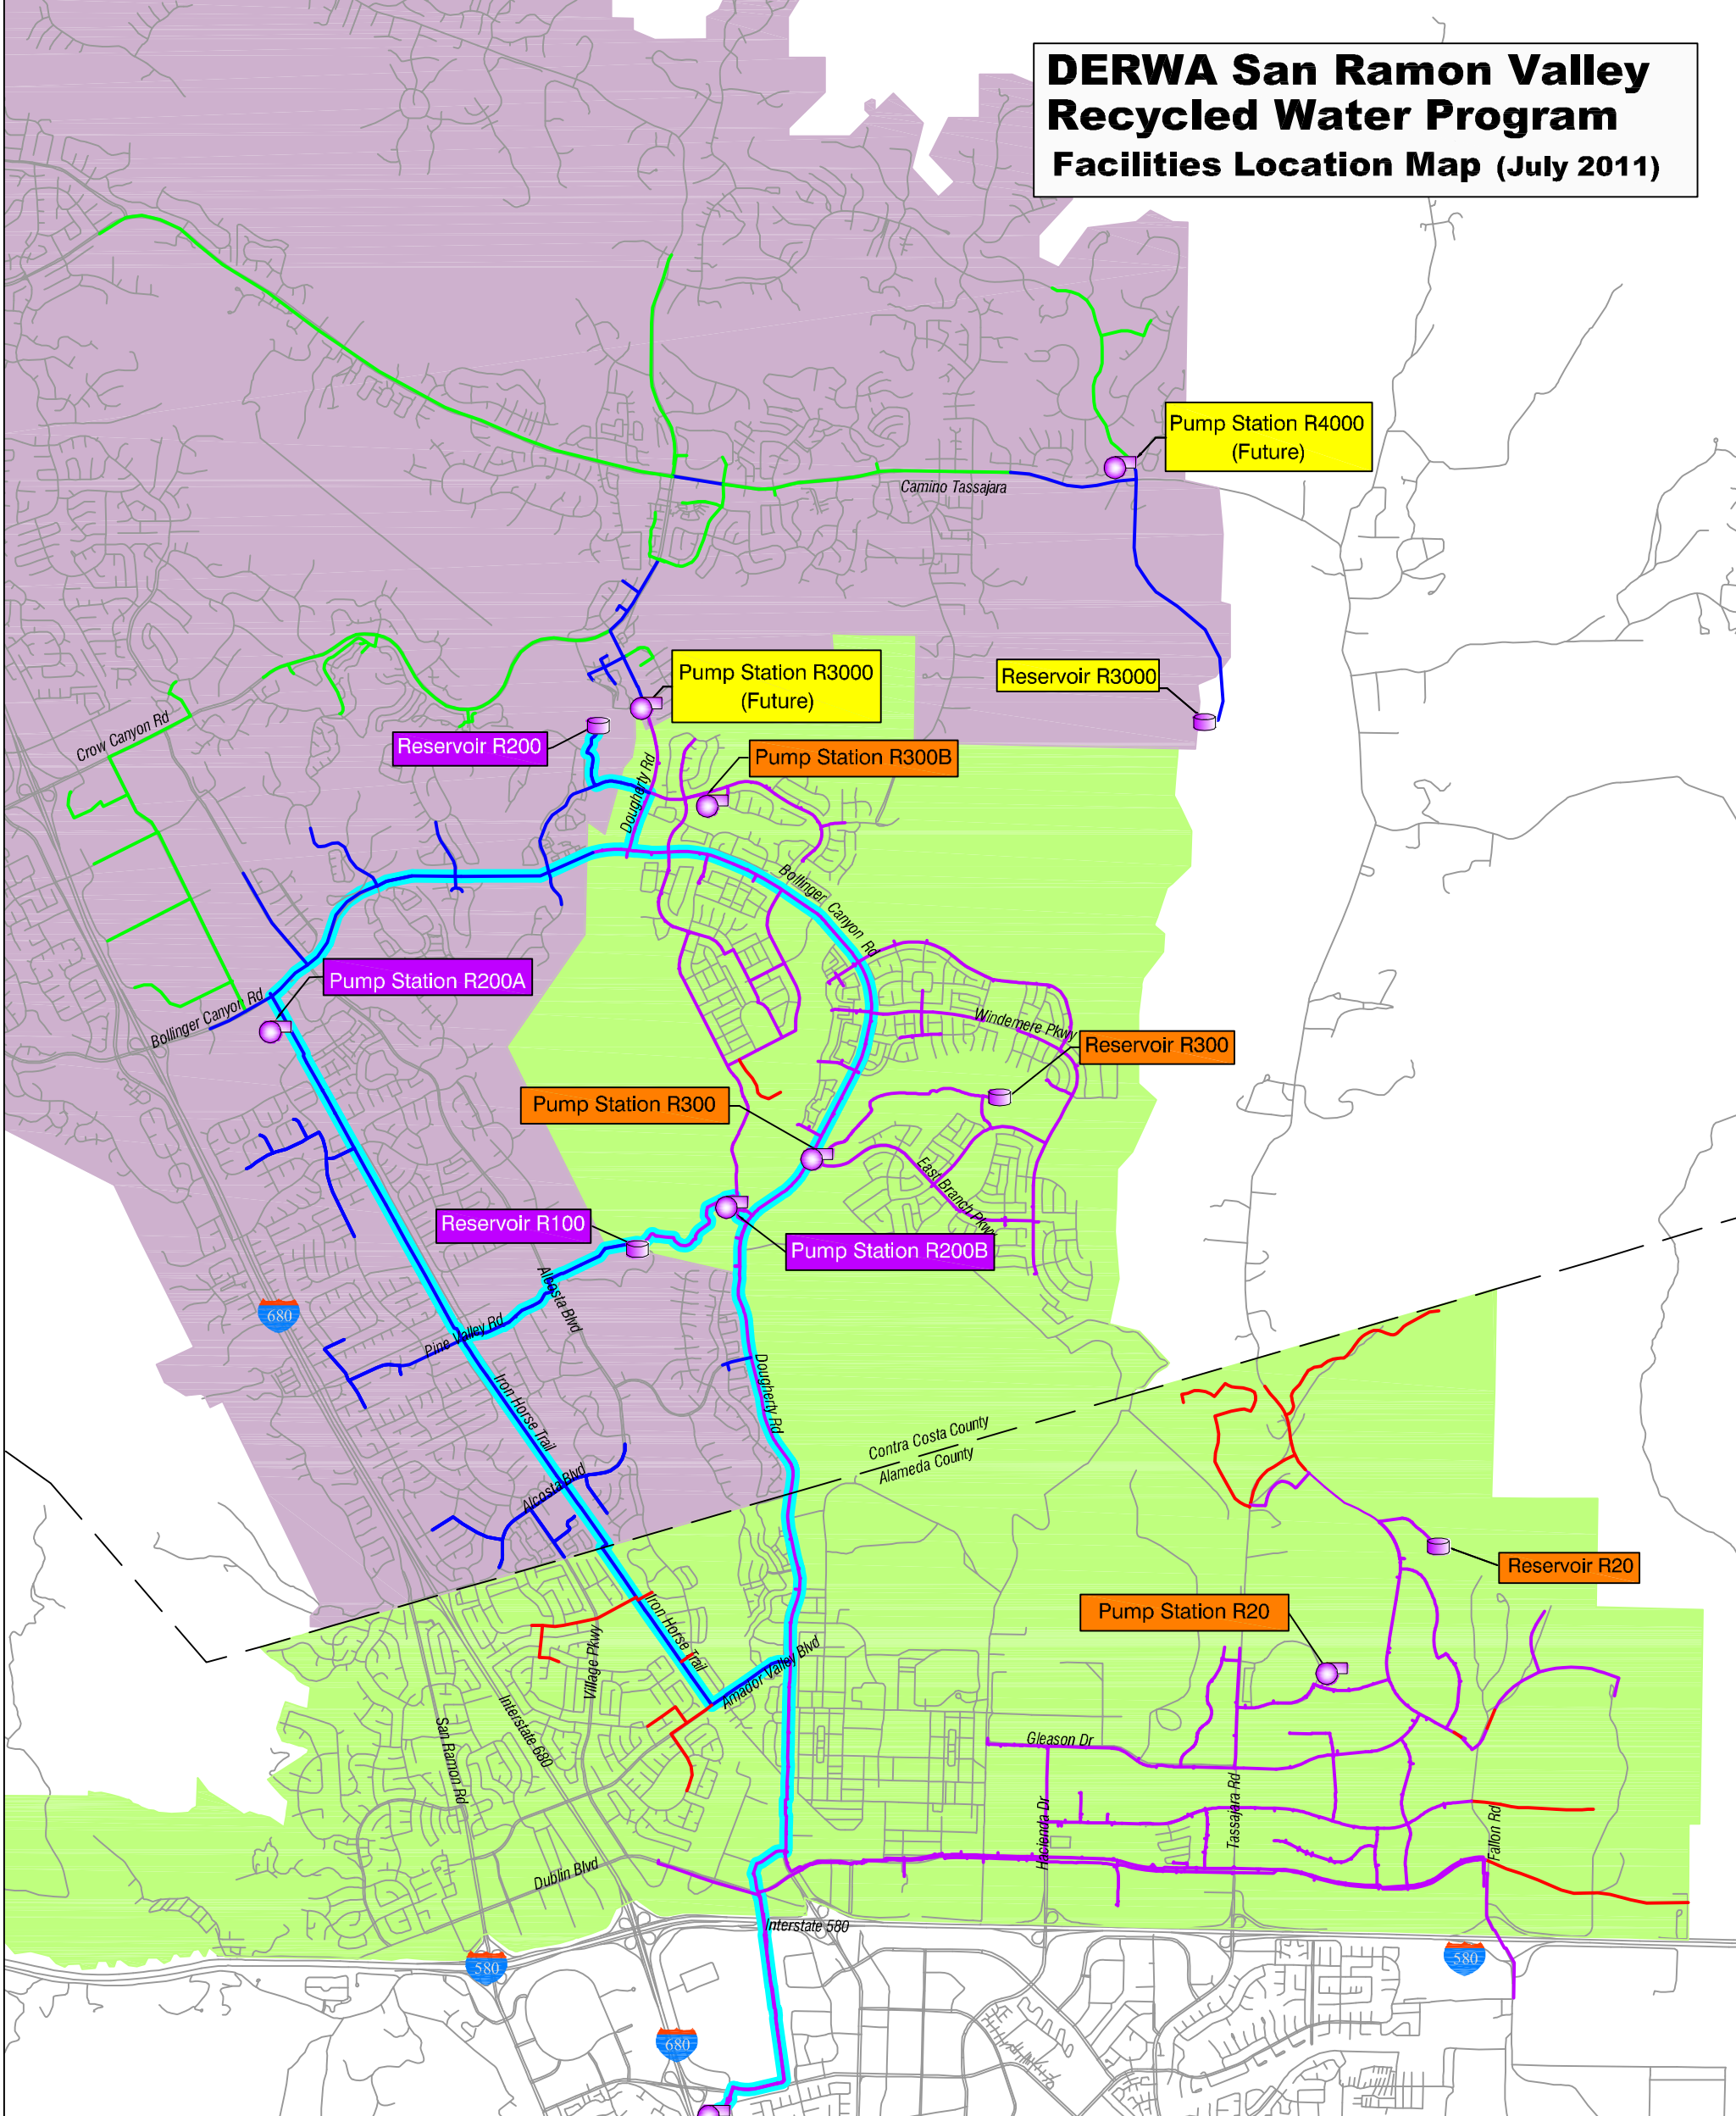 DERWA San Ramon Valley
Recycled Water Program
Facilities Location Map (July 2011)
Pump Station R4000
(Future)
Camino Tassajara
Pump Station R3000
(Future)
Reservoir R3000
Crow Canyon Rd
Reservoir R200
Pump Station R300B
Dougherty Rd
Bollinger Canyon Rd
Pump Station R200A
Bollinger Canyon Rd
Windemere Pkwy
Reservoir R300
Pump Station R300
East Branch Pkwy
Reservoir R100
Pump Station R200B
Alcosta Blvd
680
Pine Valley Rd
Iron Horse Trail
Dougherty Rd
Contra Costa County
Alameda County
Alcosta Blvd
Reservoir R20
Pump Station R20
Iron Horse Trail
Village Pkwy
Amador Valley Blvd
Interstate 680
San Ramon Rd
Gleason Dr
Hacienda Dr
Tassajara Rd
Fallon Rd
Dublin Blvd
Interstate 580
580
580
680